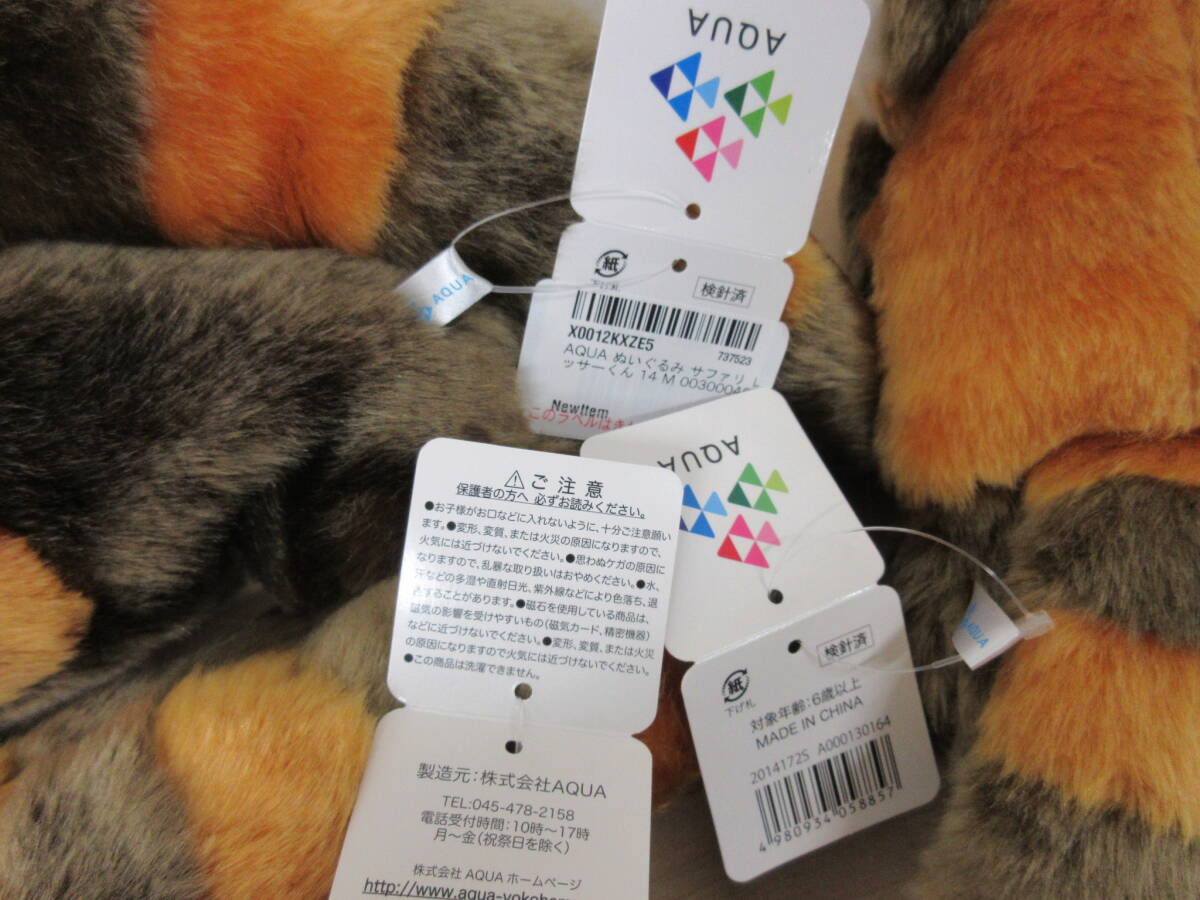 AQUA
紙
下げ札
検針済
X0012KXZE5
737523
AQUA ぬいぐるみ サファリ L
ッサーくん 14 M
NewItem
このラベルは
AQUA
AQUA
⚠ご注意
保護者の方へ 必ずお読みください。
●お子様がお口などに入れないように、十分ご注意願い
ます。●変形、変質、または火災の原因になりますので、
火気には近づけないでください。●思わぬケガの原因に
なりますので、乱暴な取り扱いはおやめください。●水、
汗などの多湿や直射日光、紫外線などにより色落ち、退
色することがあります。●磁石を使用している商品は、
磁気の影響を受けやすいもの(磁気カード、精密機器)
などに近づけないでください。●変形、変質、または火災
の原因になりますので火気には近づけないでください。
●この商品は洗濯できません。
製造元:株式会社AQUA
TEL:045-478-2158
電話受付時間:10時〜17時
月〜金(祝祭日を除く)
株式会社 AQUA ホームページ
http://www.aqua-yoko
紙
下げ札
検針済
対象年齢:6歳以上
MADE IN CHINA
2014172S A000130164
4 980934 058857
AQUA